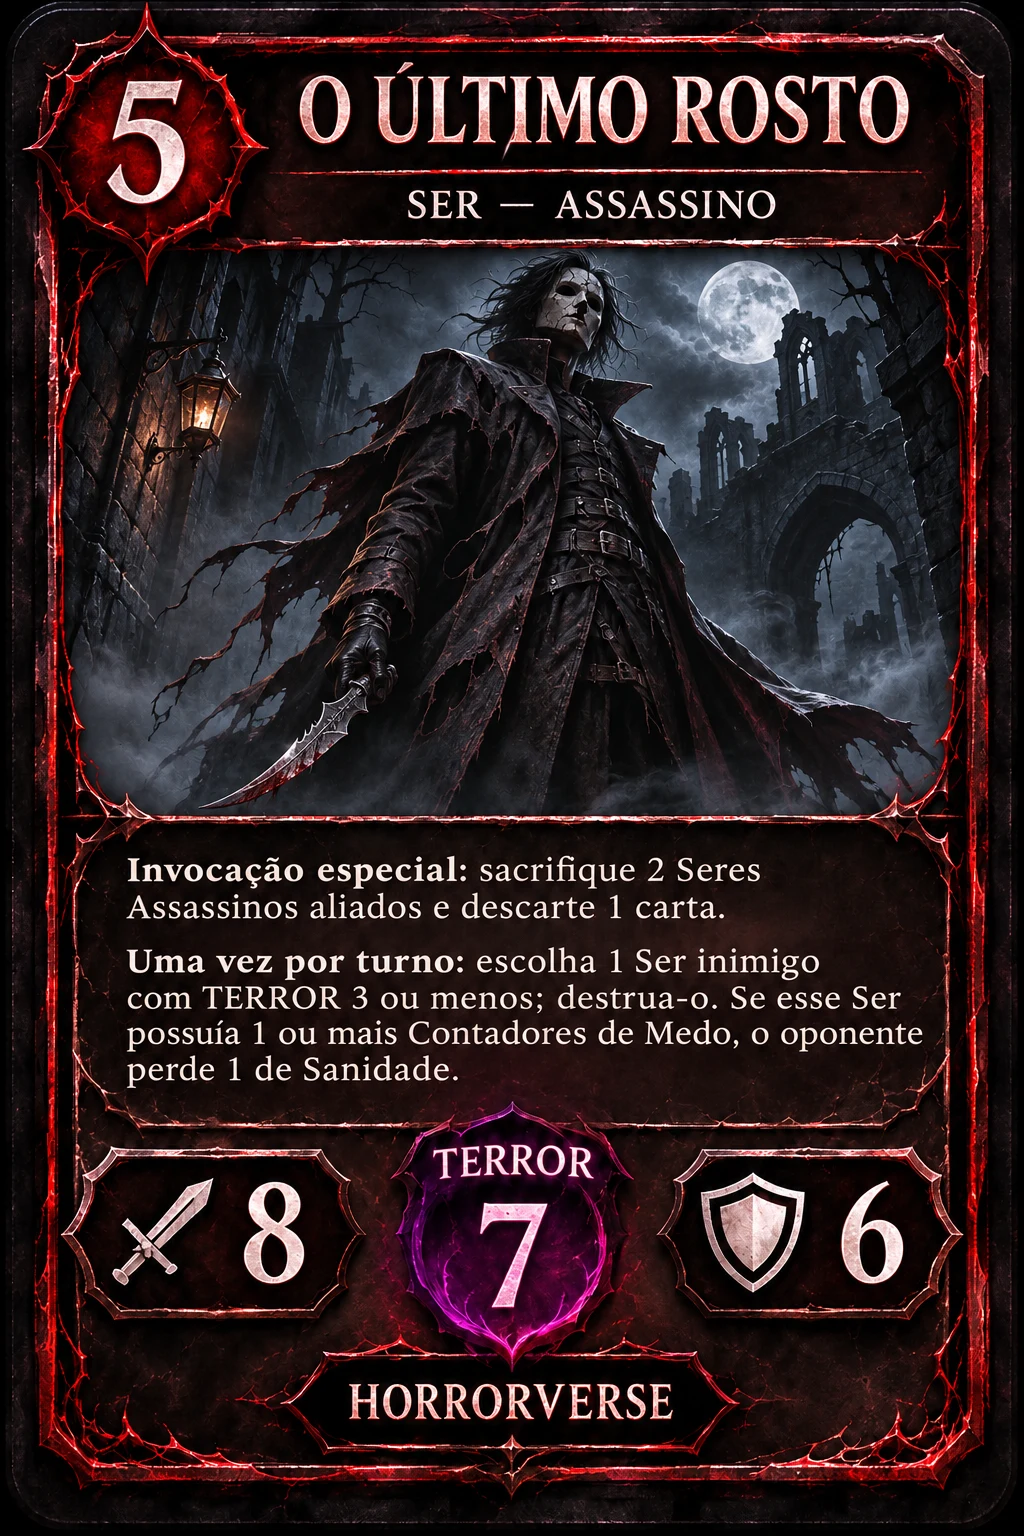 5
O ÚLTIMO ROSTO
SER — ASSASSINO
Invocação especial: sacrifique 2 Seres
Assassinos aliados e descarte 1 carta.
Uma vez por turno: escolha 1 Ser inimigo
com TERROR 3 ou menos; destrua-o. Se esse Ser
possuía 1 ou mais Contadores de Medo, o oponente
perde 1 de Sanidade.
8
TERROR
7
6
HORRORVERSE